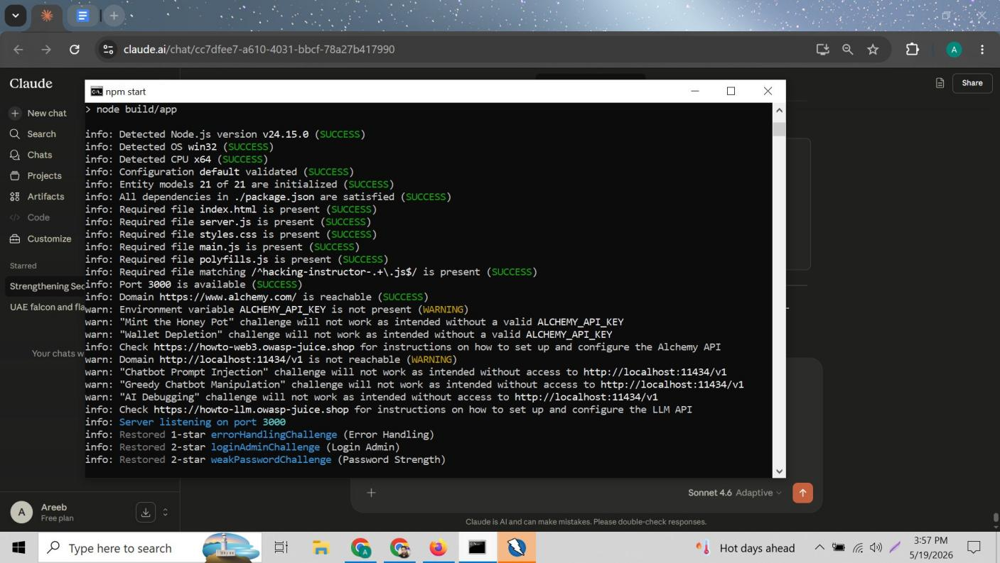 claude.ai/chat/cc7dfee7-a610-4031-bbcf-78a27b417990
A
Claude
Share
New chat
Search
Chats
Projects
Artifacts
Code
Customize
Starred
Strengthening Sec
UAE falcon and fla
Your chats w
A
Areeb
Free plan
npm start
> node build/app
info: Detected Node.js version v24.15.0 (SUCCESS)
info: Detected OS win32 (SUCCESS)
info: Detected CPU x64 (SUCCESS)
info: Configuration default validated (SUCCESS)
info: Entity models 21 of 21 are initialized (SUCCESS)
info: All dependencies in ./package.json are satisfied (SUCCESS)
info: Required file index.html is present (SUCCESS)
info: Required file server.js is present (SUCCESS)
info: Required file styles.css is present (SUCCESS)
info: Required file main.js is present (SUCCESS)
info: Required file polyfills.js is present (SUCCESS)
info: Required file matching /^hacking-instructor-.+\.js$/ is present (SUCCESS)
info: Port 3000 is available (SUCCESS)
info: Domain https://www.alchemy.com/ is reachable (SUCCESS)
warn: Environment variable ALCHEMY_API_KEY is not present (WARNING)
warn: "Mint the Honey Pot" challenge will not work as intended without a valid ALCHEMY_API_KEY
warn: "Wallet Depletion" challenge will not work as intended without a valid ALCHEMY_API_KEY
info: Check https://howto-web3.owasp-juice.shop for instructions on how to set up and configure the Alchemy API
warn: Domain http://localhost:11434/v1 is not reachable (WARNING)
warn: "Chatbot Prompt Injection" challenge will not work as intended without access to http://localhost:11434/v1
warn: "Greedy Chatbot Manipulation" challenge will not work as intended without access to http://localhost:11434/v1
warn: "AI Debugging" challenge will not work as intended without access to http://localhost:11434/v1
info: Check https://howto-llm.owasp-juice.shop for instructions on how to set up and configure the LLM API
info: Server listening on port 3000
info: Restored 1-star errorHandlingChallenge (Error Handling)
info: Restored 2-star loginAdminChallenge (Login Admin)
info: Restored 2-star weakPasswordChallenge (Password Strength)
Sonnet 4.6 Adaptive
Claude is AI and can make mistakes. Please double-check responses.
Type here to search
Hot days ahead
3:57 PM
5/19/2026